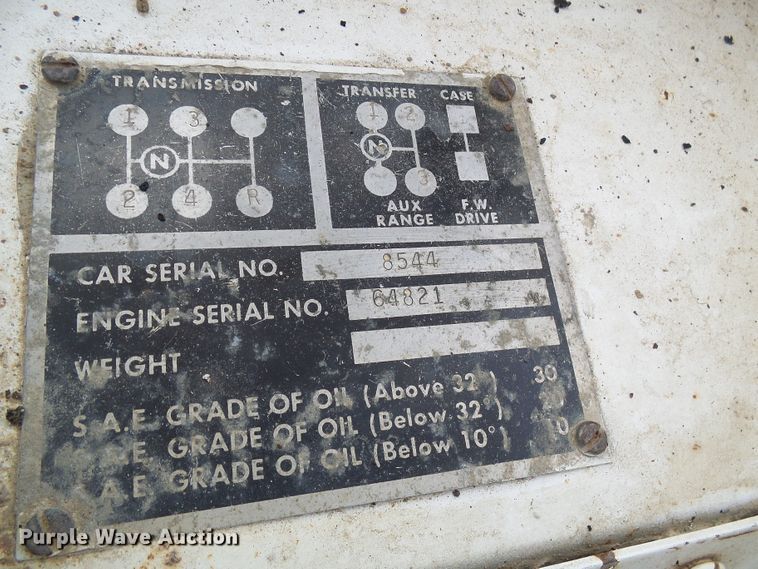 TRANSMISSION
1 3
N
2 4 R
TRANSFER CASE
1 2
N
3
AUX RANGE
F.W. DRIVE
CAR SERIAL NO. 8544
ENGINE SERIAL NO. 64821
WEIGHT
S.A.E. GRADE OF OIL (Above 32°) 30
E. GRADE OF OIL (Below 32°)
A.E. GRADE OF OIL (Below 10°)
Purple Wave Auction